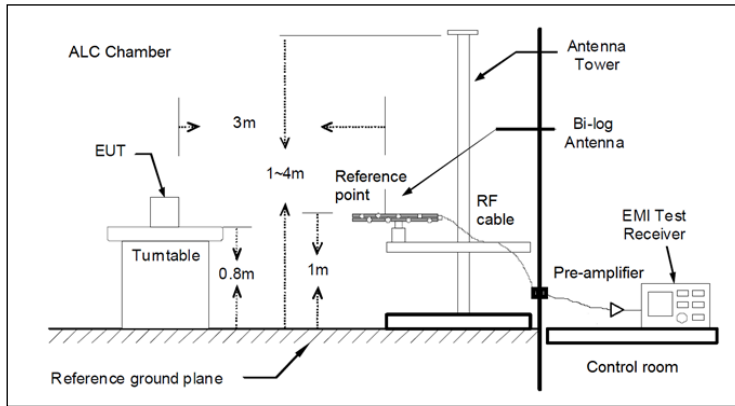 ALC Chamber
Antenna
Tower
3m
Bi-log
Antenna
EUT
1~4m
Reference
point
RF
cable
EMI Test
Receiver
Turntable
0.8m
1m
Pre-amplifier
Reference ground plane
Control room